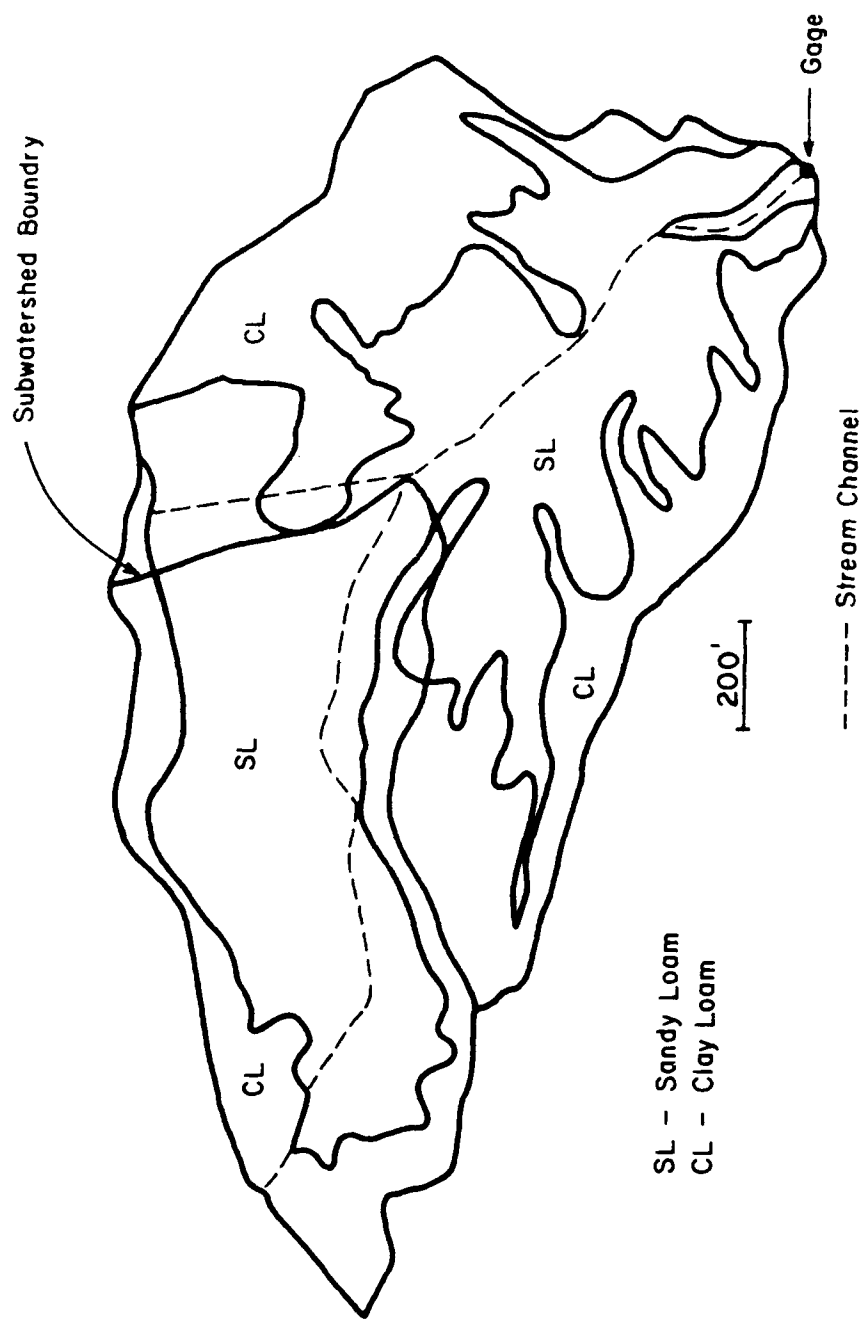 Subwatershed Boundry
CL
SL
CL
SL
CL
Gage
200'
SL - Sandy Loam
CL - Clay Loam
----- Stream Channel